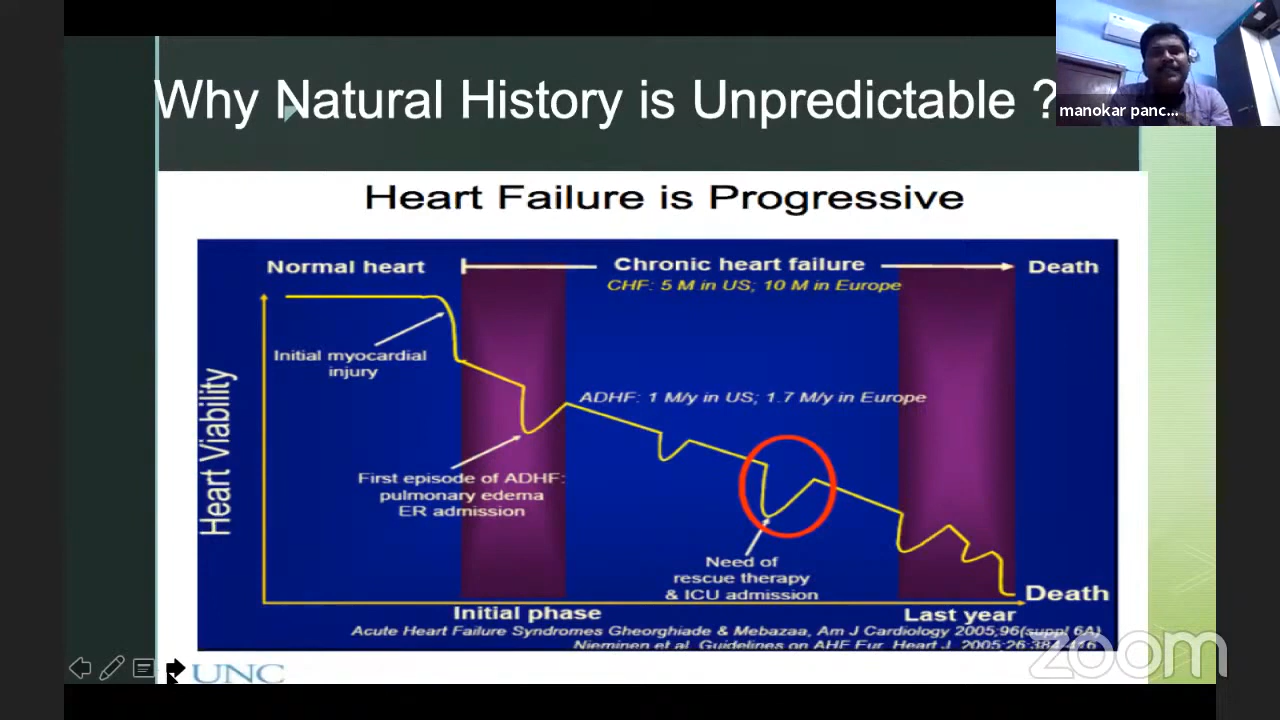 Why Natural History is Unpredictable ?
manokar panc...
Heart Failure is Progressive
Normal heart
Chronic heart failure
Death
CHF: 5 M in US; 10 M in Europe
Initial myocardial
injury
Heart Viability
ADHF: 1 M/y in US; 1.7 M/y in Europe
First episode of ADHF:
pulmonary edema
ER admission
Need of
rescue therapy
& ICU admission
Death
Initial phase
Last year
Acute Heart Failure Syndromes Gheorghiade & Mebazaa, Am J Cardiology 2005;96(suppl 6A)
Nieminen et al. Guidelines on AHF Eur. Heart J. 2005;26:384-416
zoom
UNC